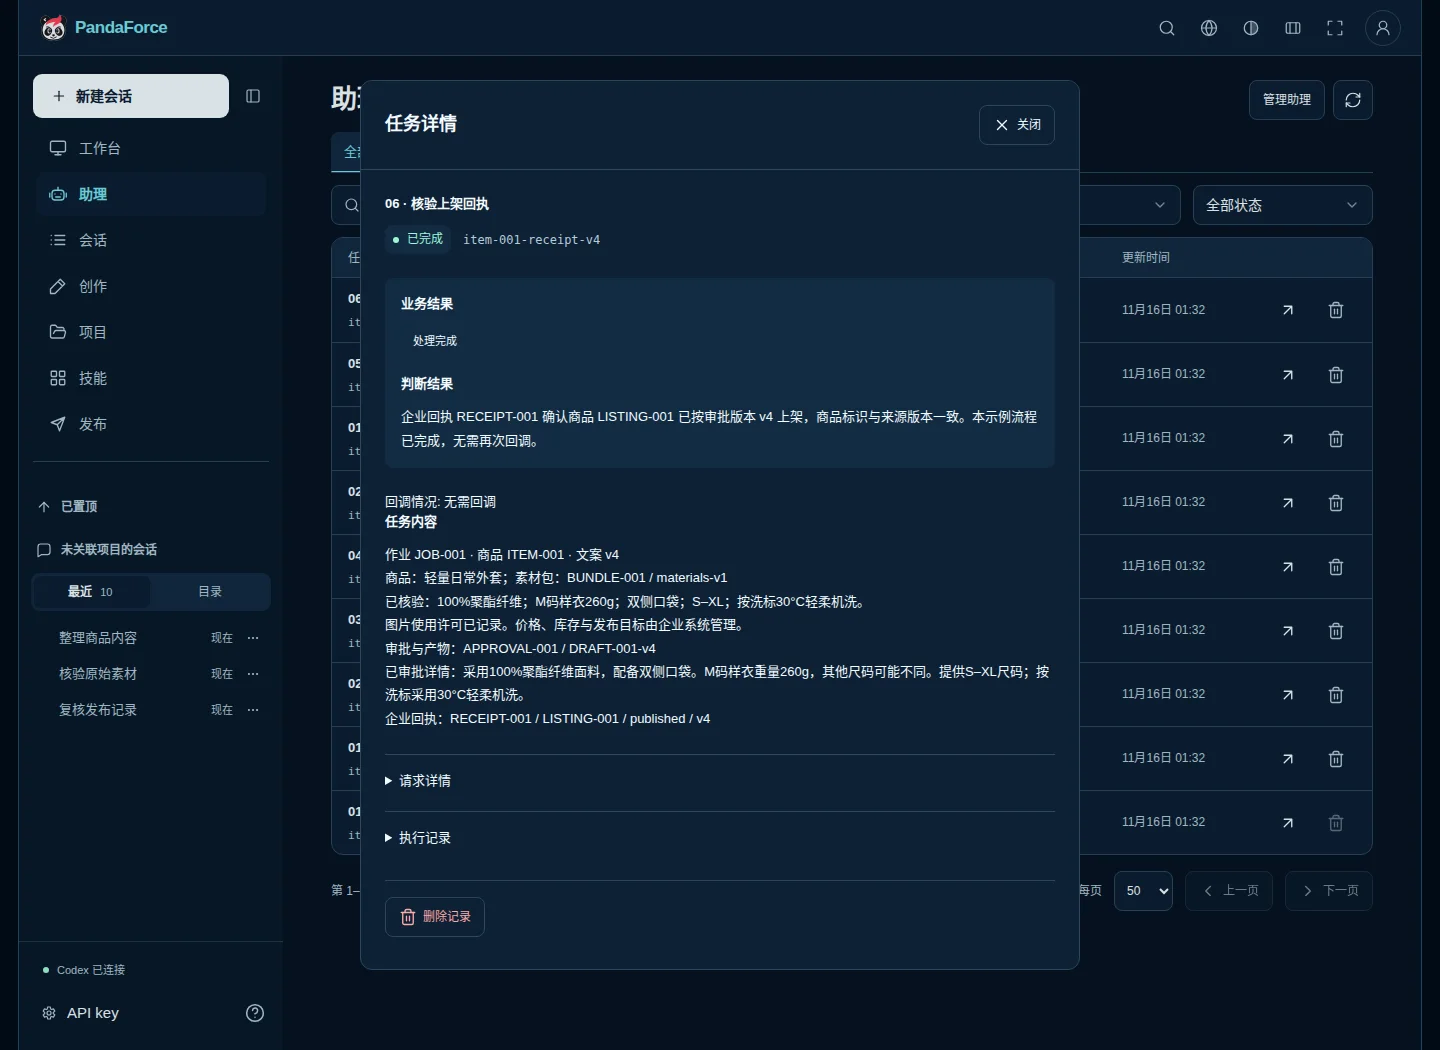 PandaForce
新建会话
工作台
助理
会话
创作
项目
技能
发布
已置顶
未关联项目的会话
最近 10
目录
整理商品内容 现在
核验原始素材 现在
复核发布记录 现在
Codex 已连接
API key
管理助理
全部状态
更新时间
06
11月16日 01:32
05
11月16日 01:32
01
11月16日 01:32
02
11月16日 01:32
04
11月16日 01:32
03
11月16日 01:32
02
11月16日 01:32
01
11月16日 01:32
01
11月16日 01:32
第 1–
每页 50 上一页 下一页
任务详情
关闭
06 · 核验上架回执
已完成 item-001-receipt-v4
业务结果
处理完成
判断结果
企业回执 RECEIPT-001 确认商品 LISTING-001 已按审批版本 v4 上架，商品标识与来源版本一致。本示例流程
已完成，无需再次回调。
回调情况: 无需回调
任务内容
作业 JOB-001 · 商品 ITEM-001 · 文案 v4
商品：轻量日常外套；素材包：BUNDLE-001 / materials-v1
已核验：100%聚酯纤维；M码样衣260g；双侧口袋；S–XL；按洗标30°C轻柔机洗。
图片使用许可已记录。价格、库存与发布目标由企业系统管理。
审批与产物：APPROVAL-001 / DRAFT-001-v4
已审批详情：采用100%聚酯纤维面料，配备双侧口袋。M码样衣重量260g，其他尺码可能不同。提供S–XL尺码；按
洗标采用30°C轻柔机洗。
企业回执：RECEIPT-001 / LISTING-001 / published / v4
请求详情
执行记录
删除记录